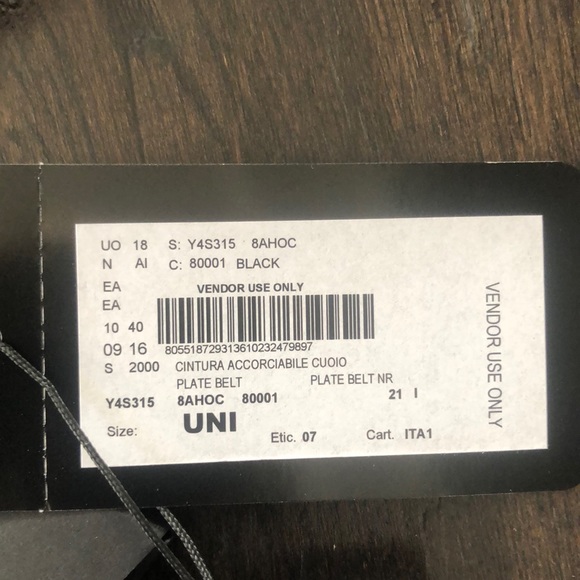 UO 18 S: Y4S315 8AHOC
N AI C: 80001 BLACK
EA VENDOR USE ONLY
EA
10 40
09 16 805518729313610232479897
S 2000 CINTURA ACCORCIABILE CUOIO
PLATE BELT PLATE BELT NR
Y4S315 8AHOC 80001 21 I
Size: UNI Etic. 07 Cart. ITA1
VENDOR USE ONLY